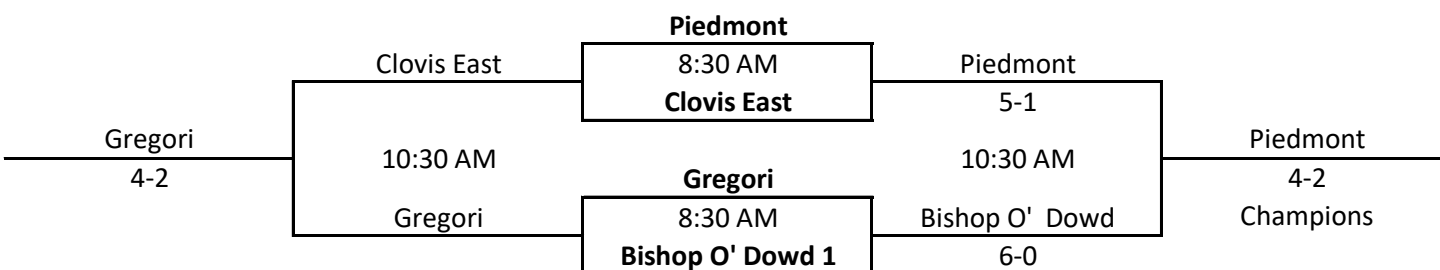 Piedmont
Clovis East 8:30 AM Piedmont
Clovis East 5-1
Gregori 10:30 AM 10:30 AM Piedmont
4-2 Gregori 4-2
Gregori 8:30 AM Bishop O' Dowd Champions
Bishop O' Dowd 1 6-0